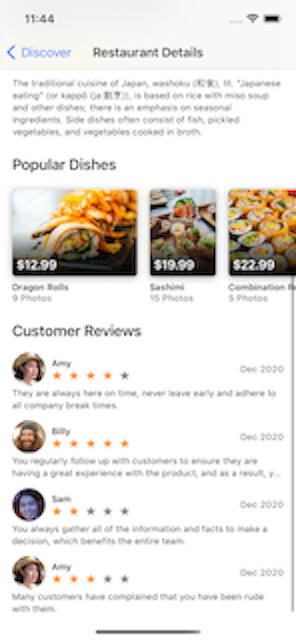 11:44
Discover
Restaurant Details
The traditional cuisine of Japan, washoku (和食), lit. "Japanese
eating" (or kappō (ja 割烹)), is based on rice with miso soup
and other dishes; there is an emphasis on seasonal
ingredients. Side dishes often consist of fish, pickled
vegetables, and vegetables cooked in broth.
Popular Dishes
$12.99
$19.99
$22.99
Dragon Rolls
Sashimi
Combination
9 Photos
15 Photos
5 Photos
Customer Reviews
Amy
Dec 2020
They are always here on time, never leave early and adhere to
all company break times.
Billy
Dec 2020
You regularly follow up with customers to ensure they are
having a great experience with the product, and as a result, y...
Sam
Dec 2020
You always gather all of the information and facts to make a
decision, which benefits the entire team.
Amy
Dec 2020
Many customers have complained that you have been rude
with them.